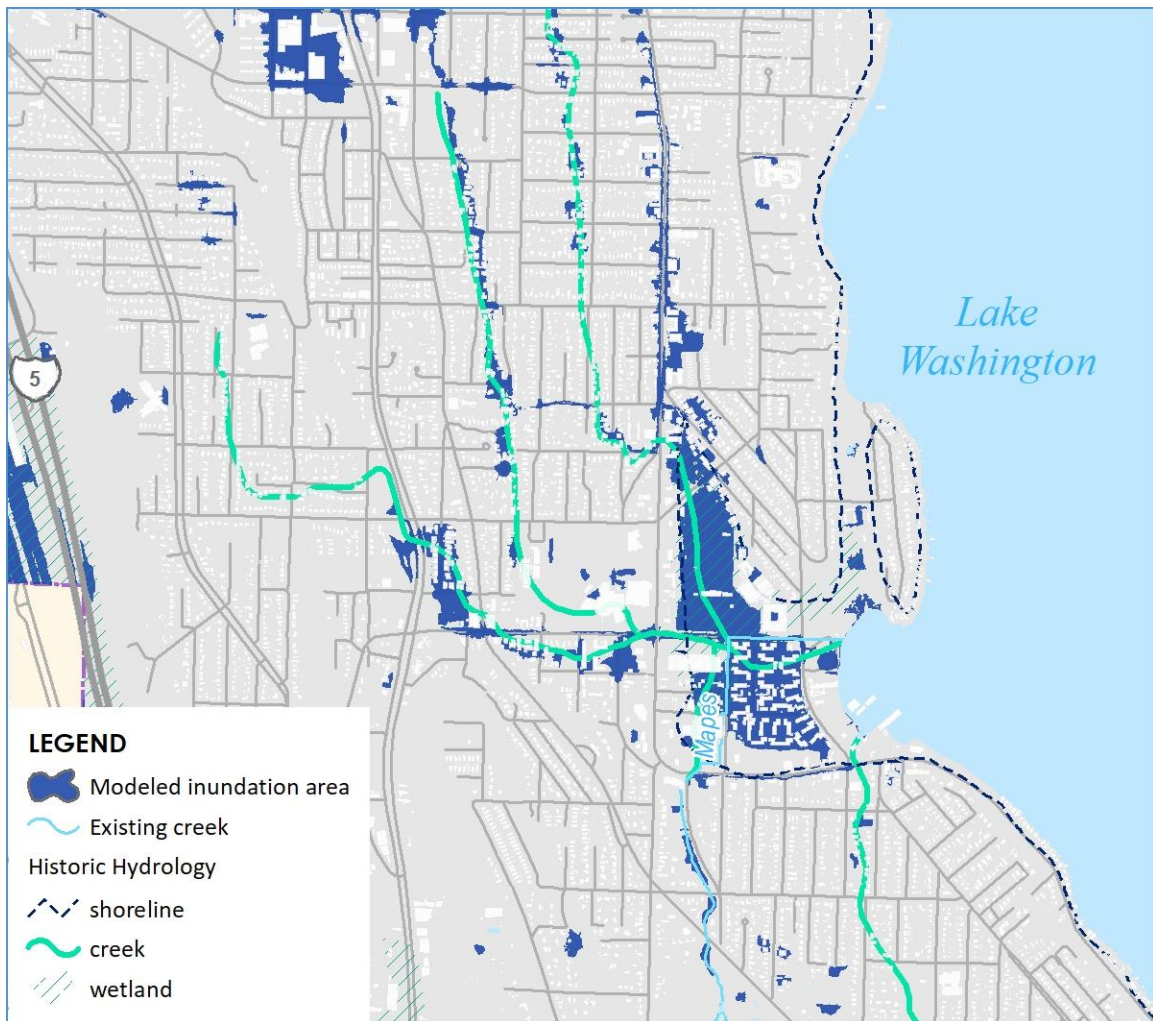 Lake
Washington
5
Mapes
LEGEND
Modeled inundation area
Existing creek
Historic Hydrology
shoreline
creek
wetland